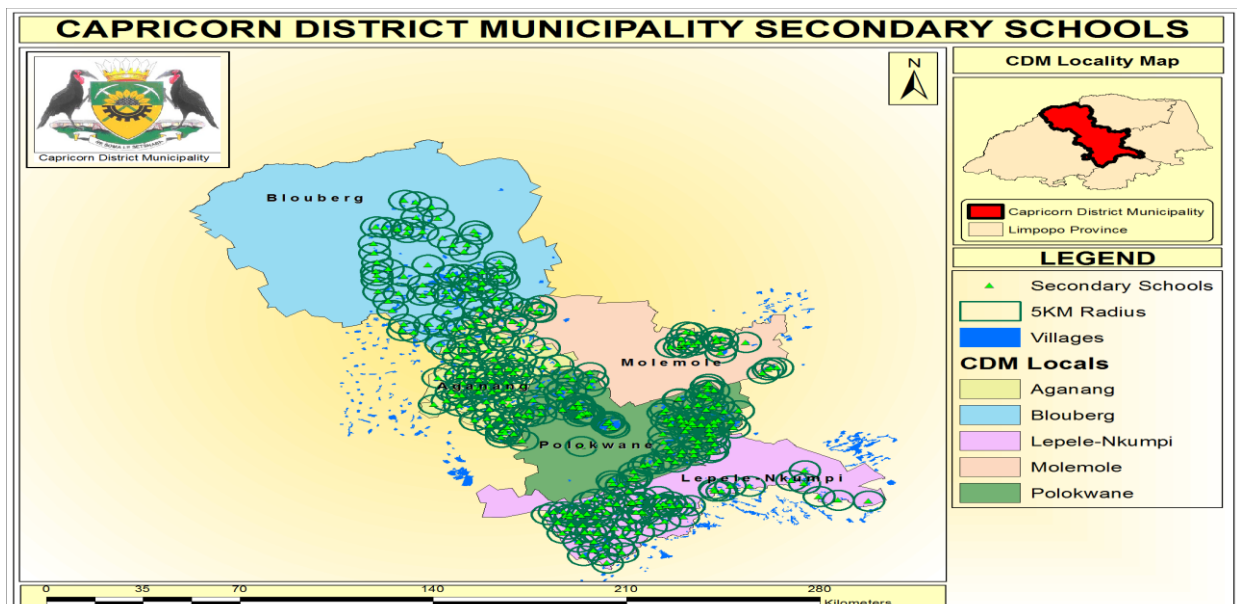 CAPRICORN DISTRICT MUNICIPALITY SECONDARY SCHOOLS
Capricorn District Municipality
N
Blouberg
Molemole
Aganang
Polokwane
Lepele-Nkumpi
0 35 70 140 210 280
Kilometers
CDM Locality Map
Capricorn District Municipality
Limpopo Province
LEGEND
Secondary Schools
5KM Radius
Villages
CDM Locals
Aganang
Blouberg
Lepele-Nkumpi
Molemole
Polokwane